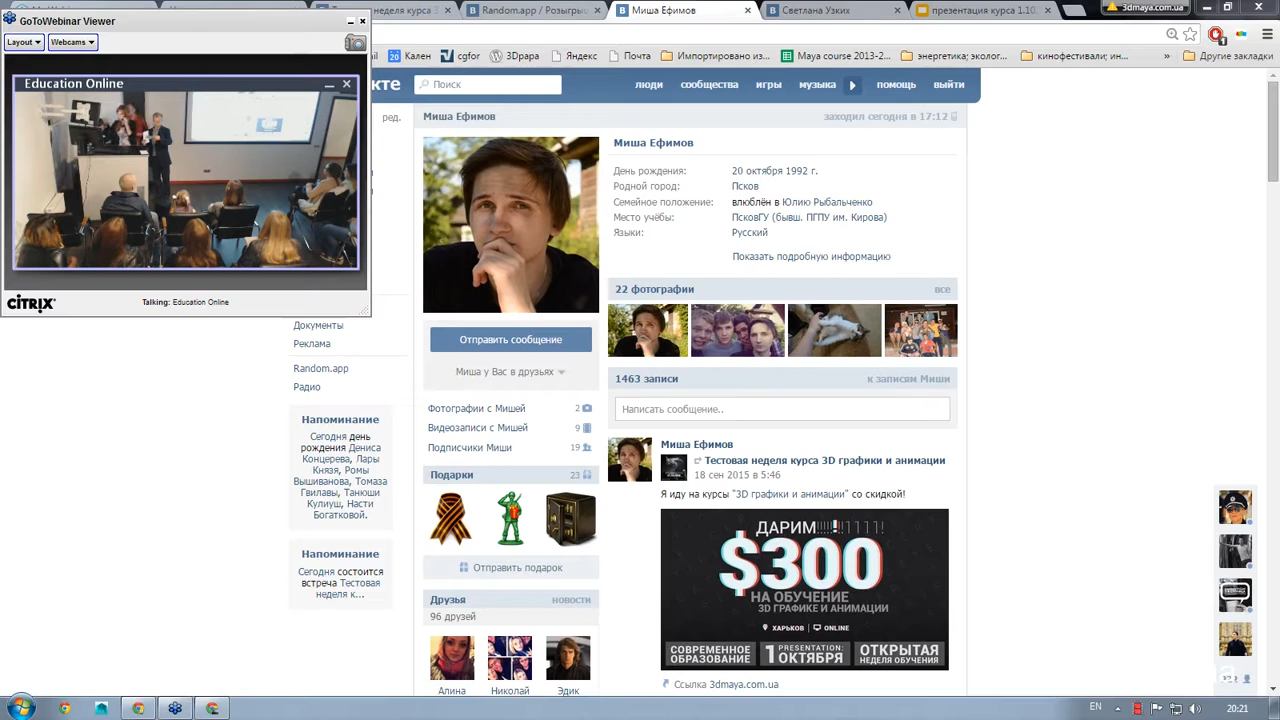 GoToWebinar Viewer
Layout
Webcams
Education Online
CITRIX
Talking: Education Online
неделя курса 3
Random.app / Розыгры
Миша Ефимов
Светлана Узких
презентация курса 1.10.
3dmaya.com.ua
20
Кален
cgfor
3Dpapa
Яндекс
Импортировано из...
Maya course 2013-2...
энергетика; эколог...
кинофестивали, го...
»
Другие закладки
кте
Поиск
люди
сообщества
игры
музыка
помощь
выйти
ред.
Документы
Реклама
Random.app
Радио
Напоминание
Сегодня день
рождения Дениса
Концерева, Лары
Князя, Ромы
Вышиванова, Томаза
Гвилавы, Танюши
Кулиуш, Насти
Богатковой.
Напоминание
Сегодня состоится
встреча Тестовая
неделя к...
Миша Ефимов
заходил сегодня в 17:12
Отправить сообщение
Миша у Вас в друзьях
Фотографии с Мишей 2
Видеозаписи с Мишей 9
Подписчики Миши 19
Подарки 23
Отправить подарок
Друзья новости
96 друзей
Алина
Николай
Эдик
Миша Ефимов
День рождения: 20 октября 1992 г.
Родной город: Псков
Семейное положение: влюблён в Юлию Рыбальченко
Место учёбы: ПсковГУ (бывш. ПГПУ им. Кирова)
Языки: Русский
Показать подробную информацию
22 фотографии все
1463 записи к записям Миши
Написать сообщение..
Миша Ефимов
Тестовая неделя курса 3D графики и анимации
18 сен 2015 в 5:46
Я иду на курсы "3D графики и анимации" со скидкой!
ДАРИМ!!!!!!1111!
$300
НА ОБУЧЕНИЕ
3D ГРАФИКЕ И АНИМАЦИИ
ХАРЬКОВ ONLINE
СОВРЕМЕННОЕ
ОБРАЗОВАНИЕ
1 PRESENTATION:
ОКТЯБРЯ
ОТКРЫТАЯ
НЕДЕЛЯ ОБУЧЕНИЯ
Ссылка 3dmaya.com.ua
EN
20:21